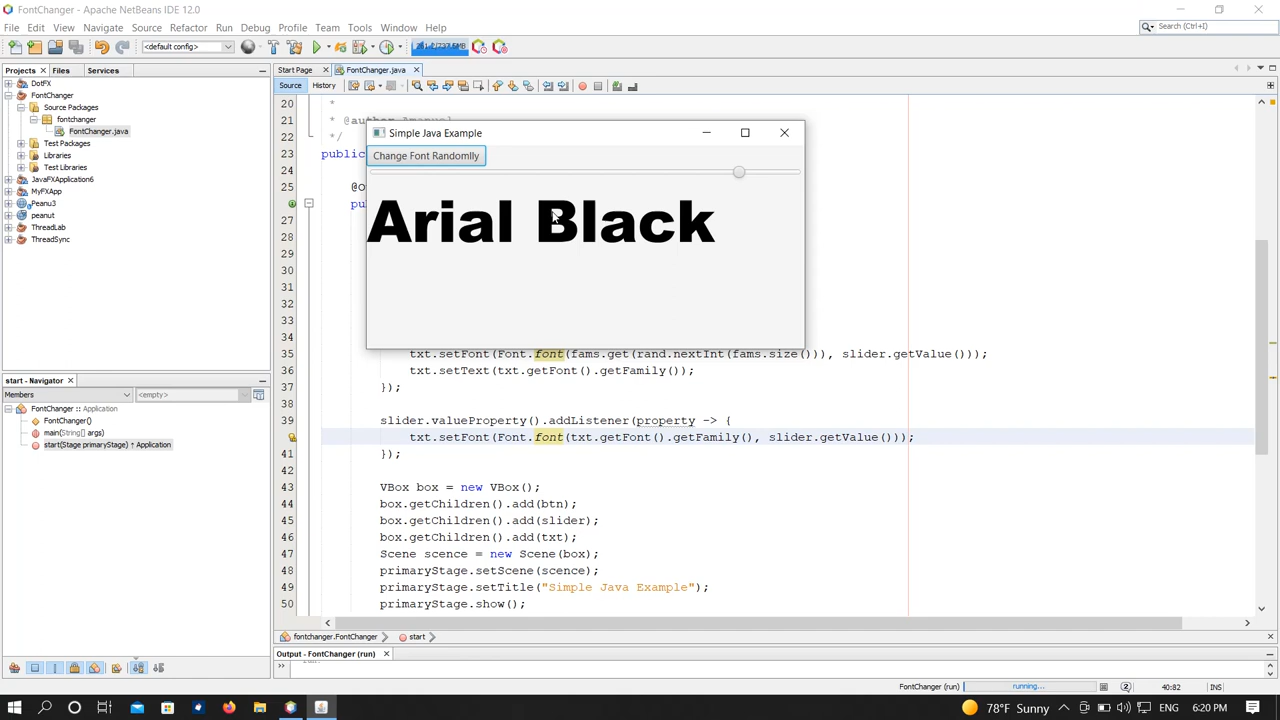 FontChanger - Apache NetBeans IDE 12.0
File Edit View Navigate Source Refactor Run Debug Profile Team Tools Window Help
Search (Ctrl+I)
<default config>
Projects Files Services
Start Page FontChanger.java
Source History
DotFX
FontChanger
Source Packages
fontchanger
FontChanger.java
Test Packages
Libraries
Test Libraries
JavaFXApplication6
MyFXApp
Peanu3
peanut
ThreadLab
ThreadSync
start - Navigator
Members <empty>
FontChanger :: Application
FontChanger()
main(String[] args)
start(Stage primaryStage) ↑ Application
20 *
21
22 */
23 public
24
25
27
28
29
30
31
32
33
34
35 txt.setFont(Font.font(fams.get(rand.nextInt(fams.size())), slider.getValue()));
36 txt.setText(txt.getFont().getFamily());
37 });
38
39 slider.valueProperty().addListener(property -> {
txt.setFont(Font.font(txt.getFont().getFamily(), slider.getValue()));
41 });
42
43 VBox box = new VBox();
44 box.getChildren().add(btn);
45 box.getChildren().add(slider);
46 box.getChildren().add(txt);
47 Scene scence = new Scene(box);
48 primaryStage.setScene(scence);
49 primaryStage.setTitle("Simple Java Example");
50 primaryStage.show();
Simple Java Example
Change Font Randomlly
Arial Black
fontchanger.FontChanger start
Output - FontChanger (run)
FontChanger (run) running... 2 40:82 INS
78°F Sunny ENG 6:20 PM